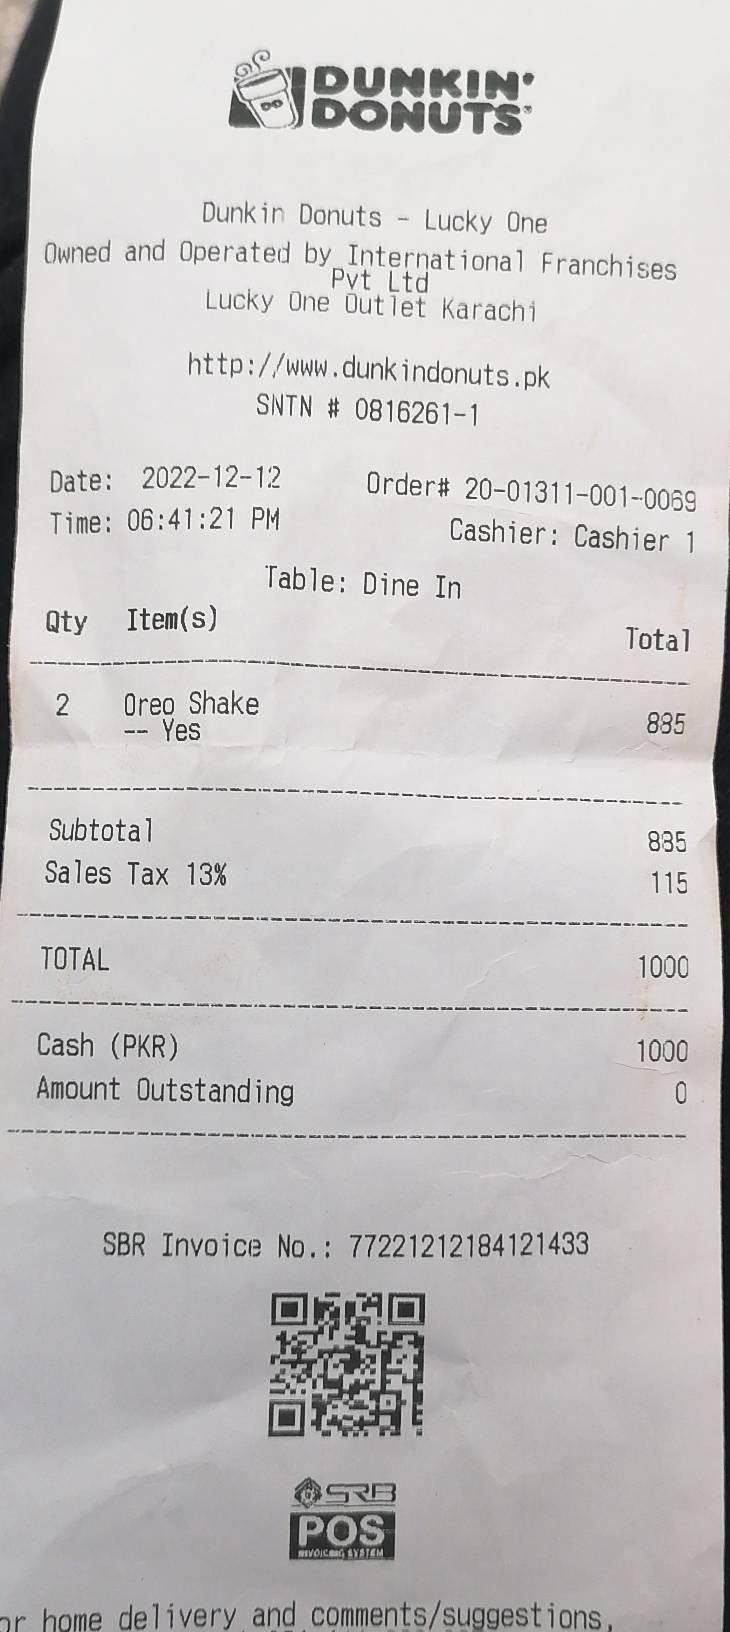 DUNKIN'
DONUTS
Dunkin Donuts - Lucky One
Owned and Operated by International Franchises
Pvt Ltd
Lucky One Outlet Karachi
http://www.dunkindonuts.pk
SNTN # 0816261-1
Date: 2022-12-12 Order# 20-01311-001-0069
Time: 06:41:21 PM Cashier: Cashier 1
Table: Dine In
Qty Item(s) Total
2 Oreo Shake 885
-- Yes
Subtotal 885
Sales Tax 13% 115
TOTAL 1000
Cash (PKR) 1000
Amount Outstanding 0
SBR Invoice No.: 77221212184121433
SRB
POS
INVOICING SYSTEM
or home delivery and comments/suggestions,